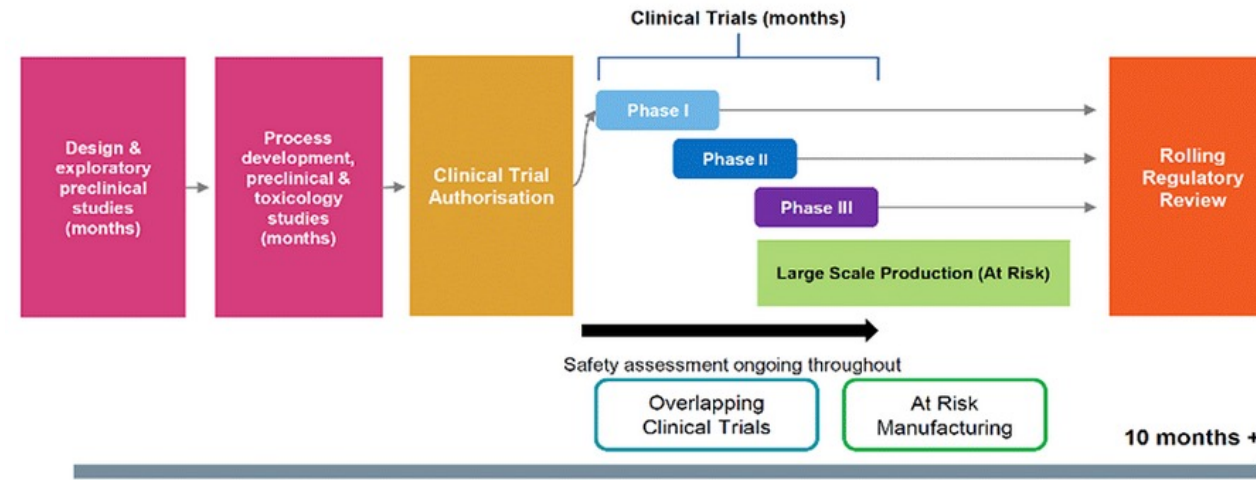 Clinical Trials (months)
Design &
exploratory
preclinical
studies
(months)
Process
development,
preclinical &
toxicology
studies
(months)
Clinical Trial
Authorisation
Phase I
Phase II
Phase III
Large Scale Production (At Risk)
Rolling
Regulatory
Review
Safety assessment ongoing throughout
Overlapping
Clinical Trials
At Risk
Manufacturing
10 months +